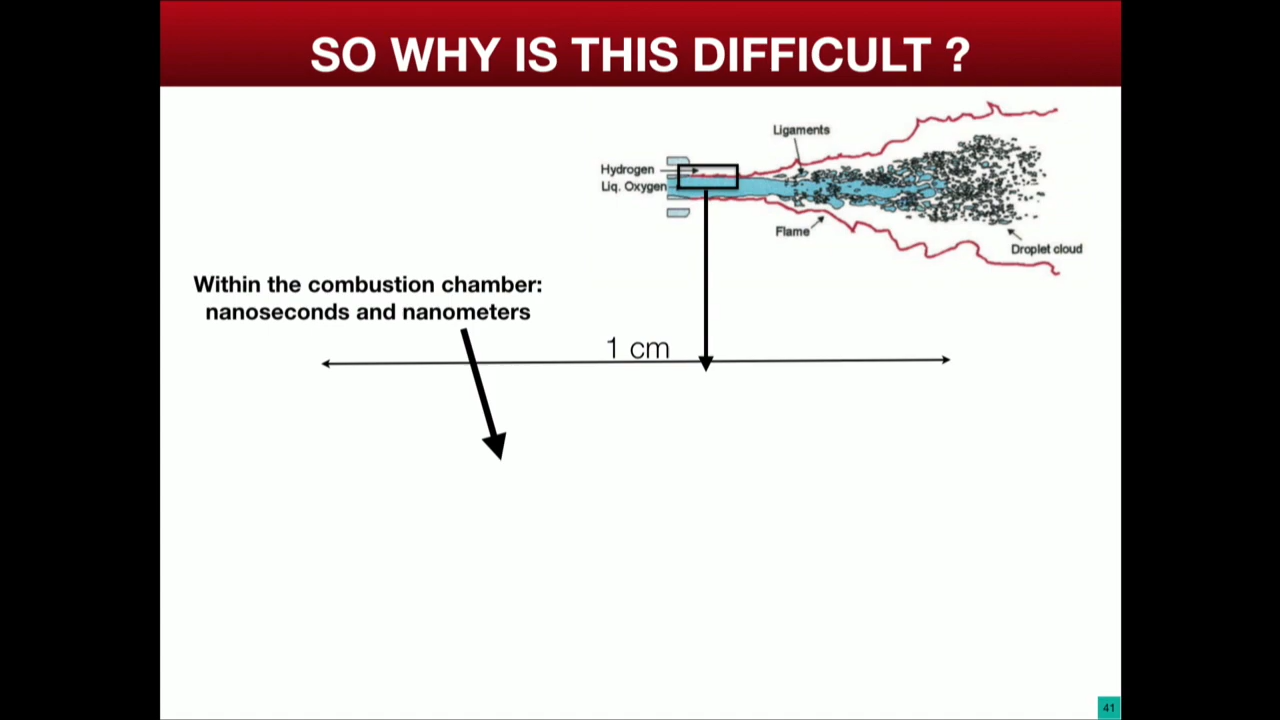 SO WHY IS THIS DIFFICULT ?
Ligaments
Hydrogen
Liq. Oxygen
Flame
Droplet cloud
Within the combustion chamber:
nanoseconds and nanometers
1 cm
41